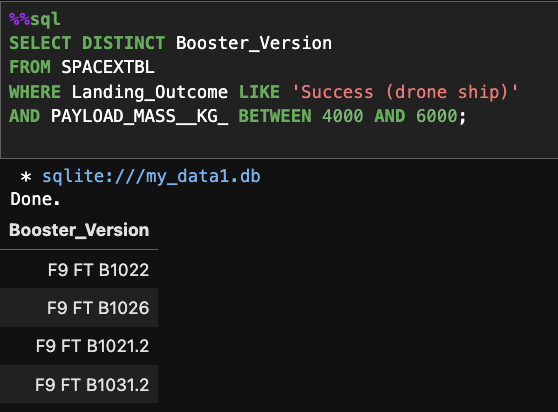 %%sql
SELECT DISTINCT Booster_Version
FROM SPACEXTBL
WHERE Landing_Outcome LIKE 'Success (drone ship)'
AND PAYLOAD_MASS__KG_ BETWEEN 4000 AND 6000;
* sqlite:///my_data1.db
Done.
Booster_Version
F9 FT B1022
F9 FT B1026
F9 FT B1021.2
F9 FT B1031.2